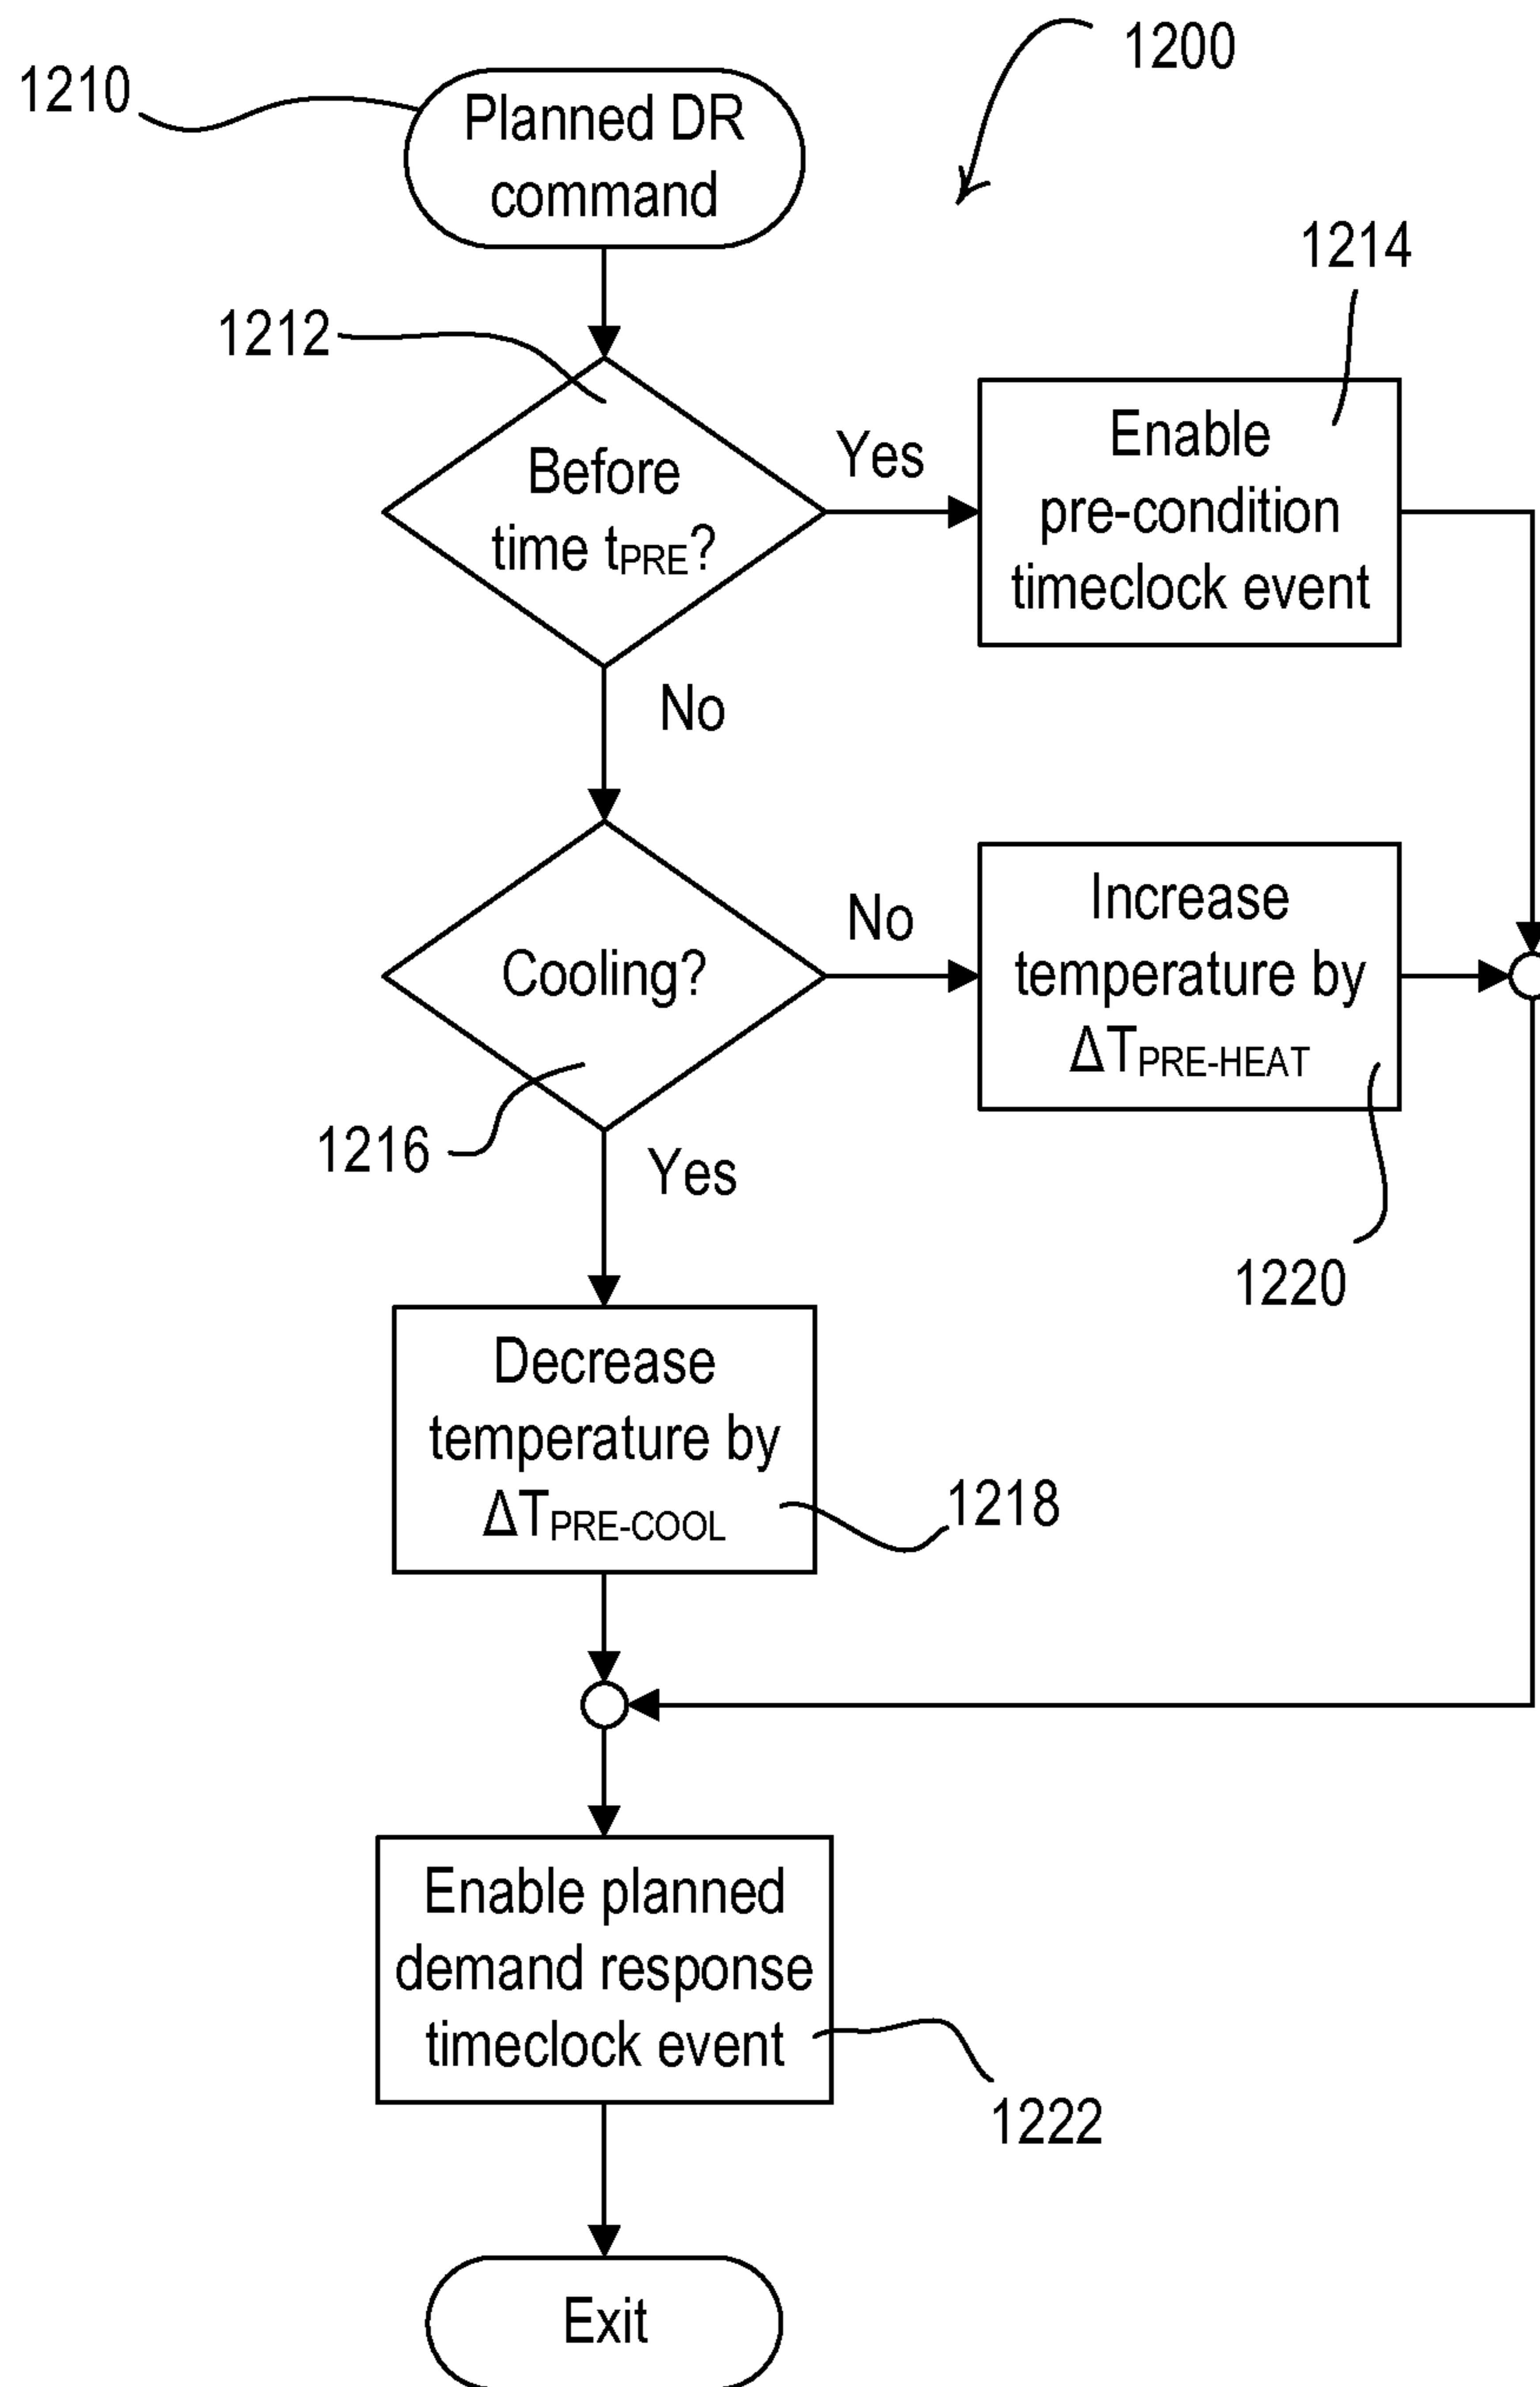 1200
1210
Planned DR
command
1214
1212
Before
time tPRE?
Yes
Enable
pre-condition
timeclock event
No
Cooling?
No
Increase
temperature by
ΔTPRE-HEAT
1216
Yes
1220
Decrease
temperature by
ΔTPRE-COOL
1218
Enable planned
demand response
timeclock event
1222
Exit